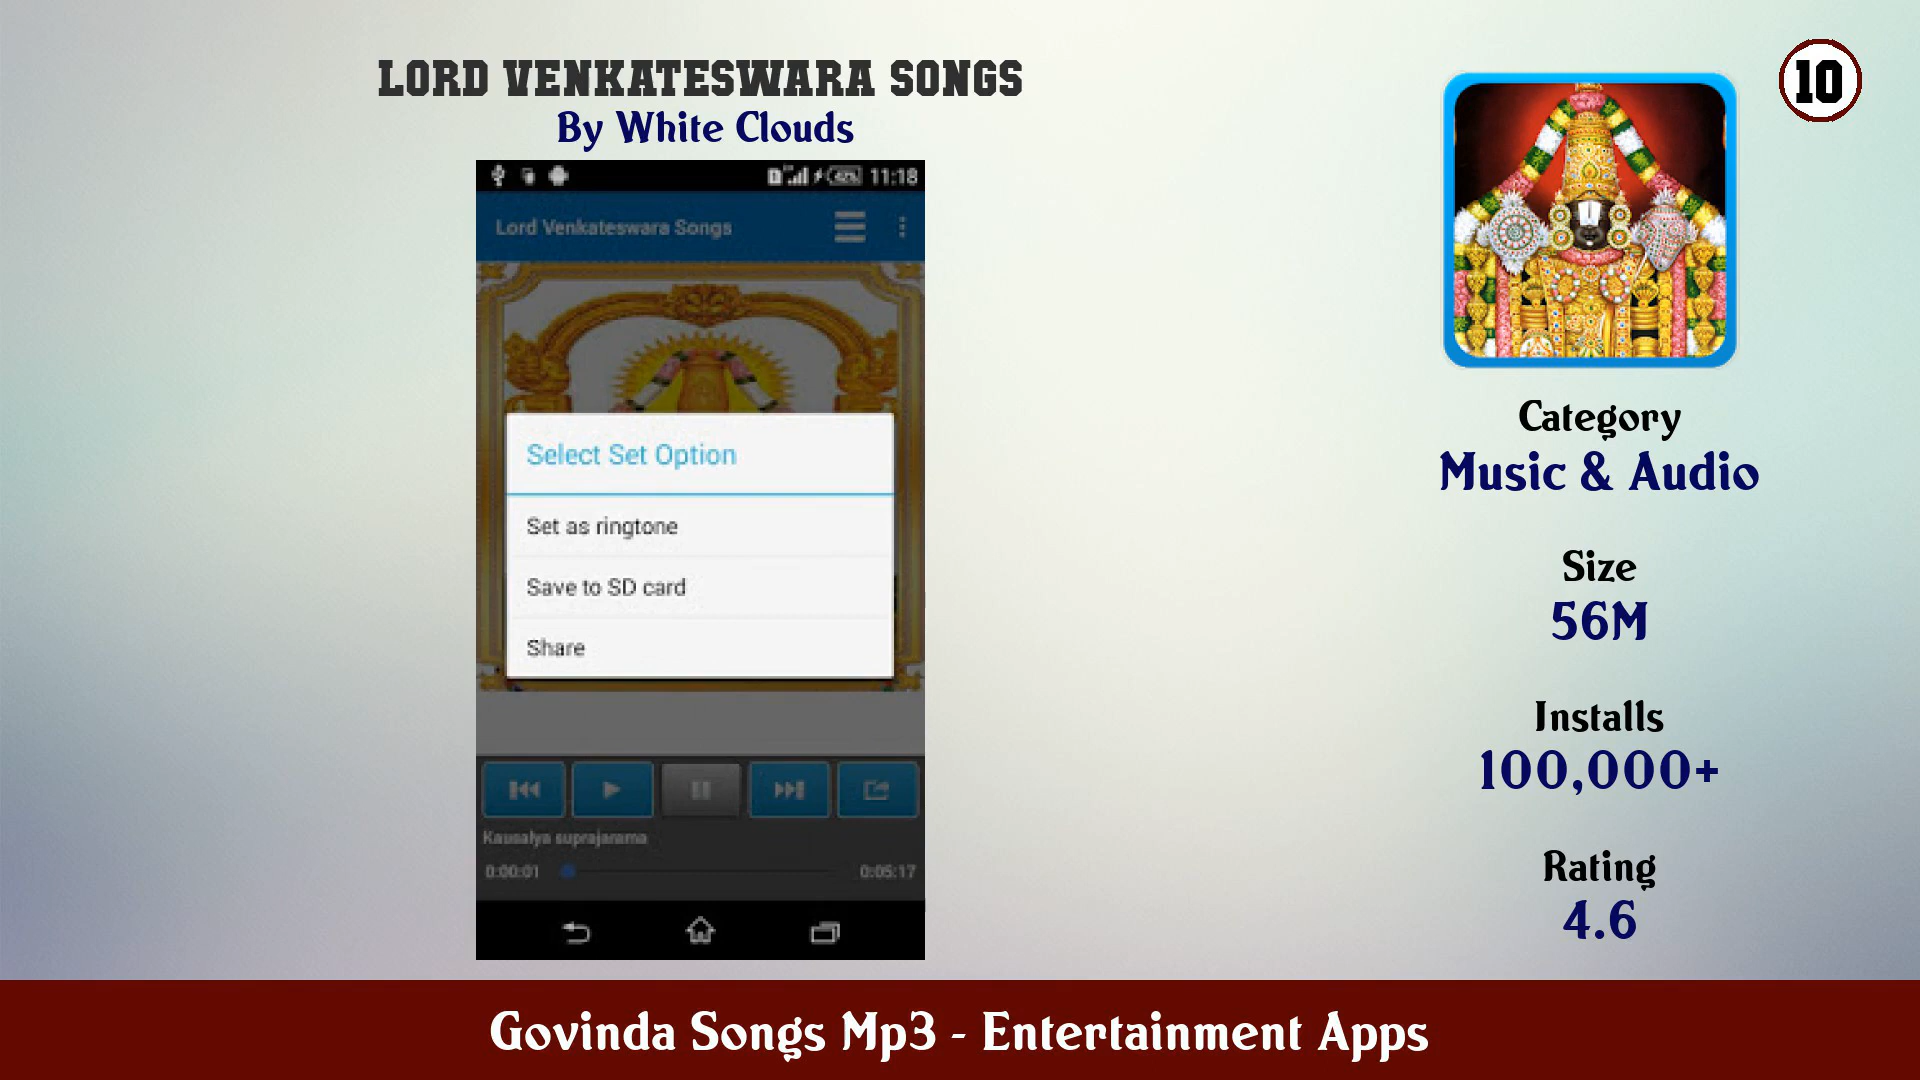 LORD VENKATESWARA SONGS
By White Clouds
10
42% 11:18
Lord Venkateswara Songs
Select Set Option
Set as ringtone
Save to SD card
Share
Kausalya suprajarama
0:00:01 0:05:17
Category
Music & Audio
Size
56M
Installs
100,000+
Rating
4.6
Govinda Songs Mp3 - Entertainment Apps